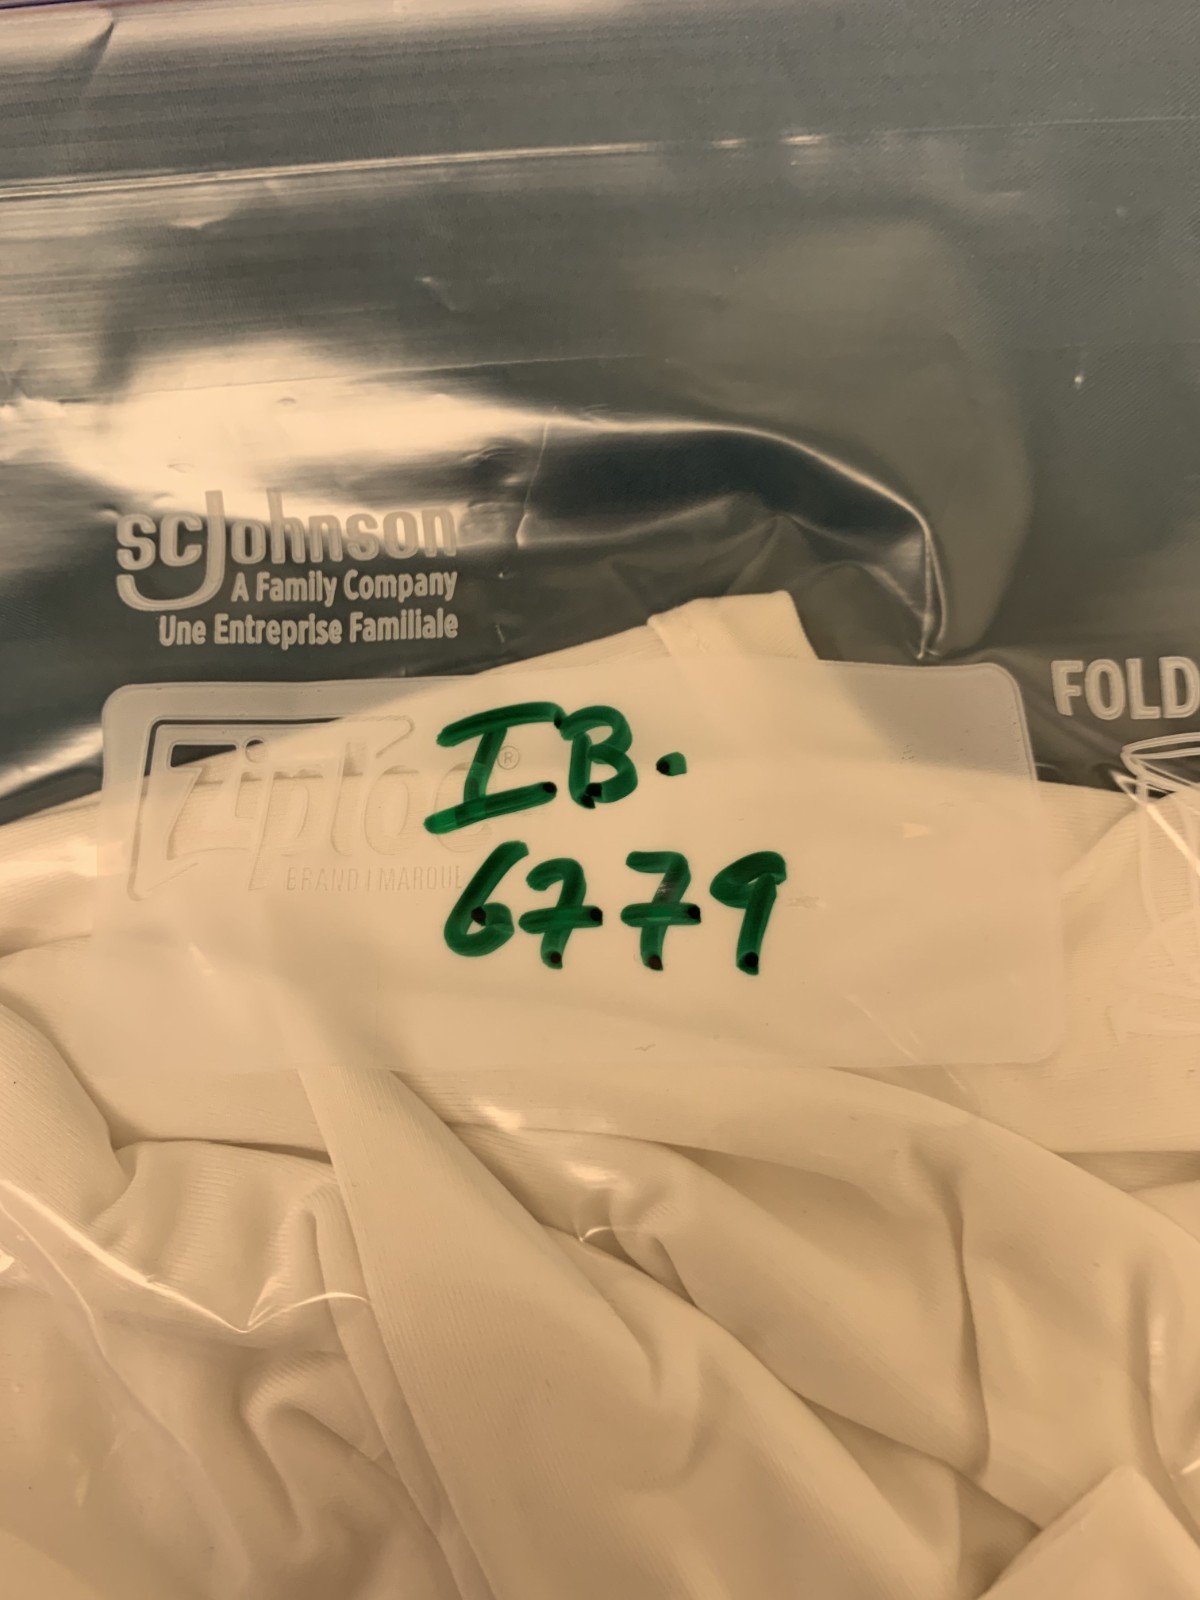 scJohnson
A Family Company
Une Entreprise Familiale
FOLD
Ziploc®
BRAND | MARQUE
IB.
6779